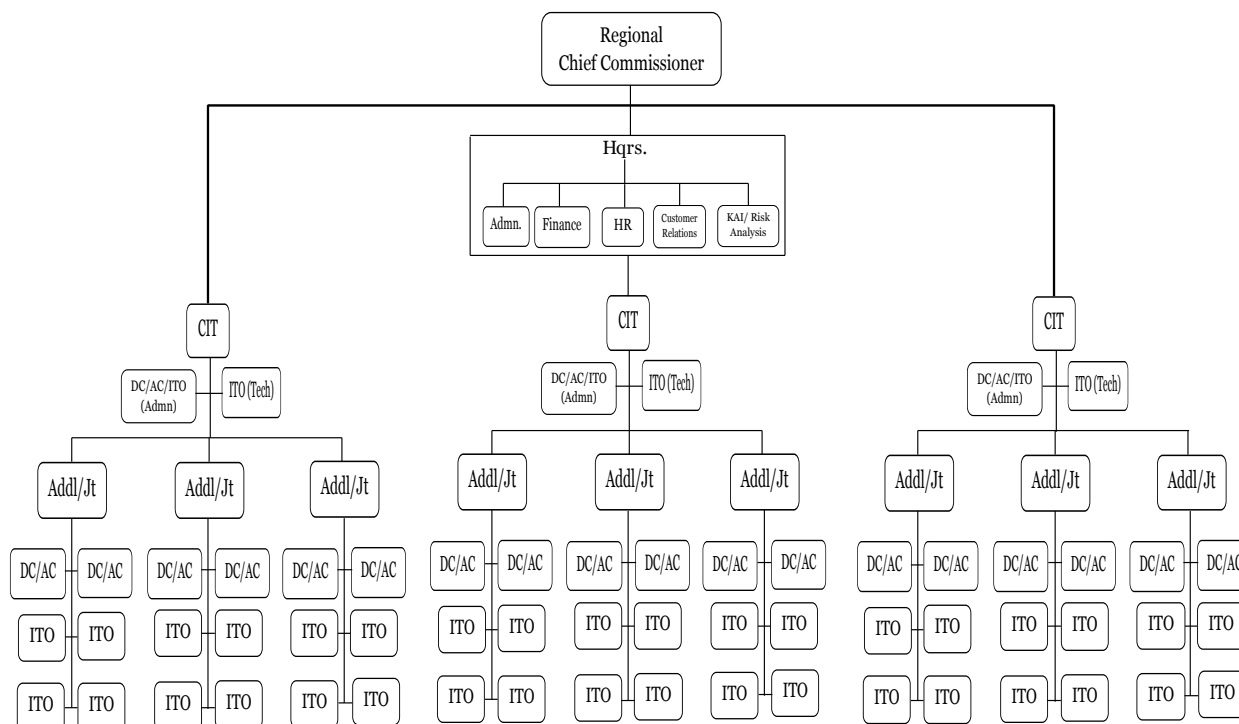 Regional
Chief Commissioner
Hqrs.
Admn. Finance HR Customer Relations KAI/ Risk Analysis
CIT CIT CIT
DC/AC/ITO (Admn) ITO (Tech) DC/AC/ITO (Admn) ITO (Tech) DC/AC/ITO (Admn) ITO (Tech)
Addl/Jt Addl/Jt Addl/Jt Addl/Jt Addl/Jt Addl/Jt Addl/Jt Addl/Jt Addl/Jt
DC/AC DC/AC DC/AC DC/AC DC/AC DC/AC DC/AC DC/AC DC/AC DC/AC DC/AC DC/AC DC/AC DC/AC DC/AC DC/AC DC/AC DC/AC
ITO ITO ITO ITO ITO ITO ITO ITO ITO ITO ITO ITO ITO ITO ITO ITO ITO ITO
ITO ITO ITO ITO ITO ITO ITO ITO ITO ITO ITO ITO ITO ITO ITO ITO ITO ITO